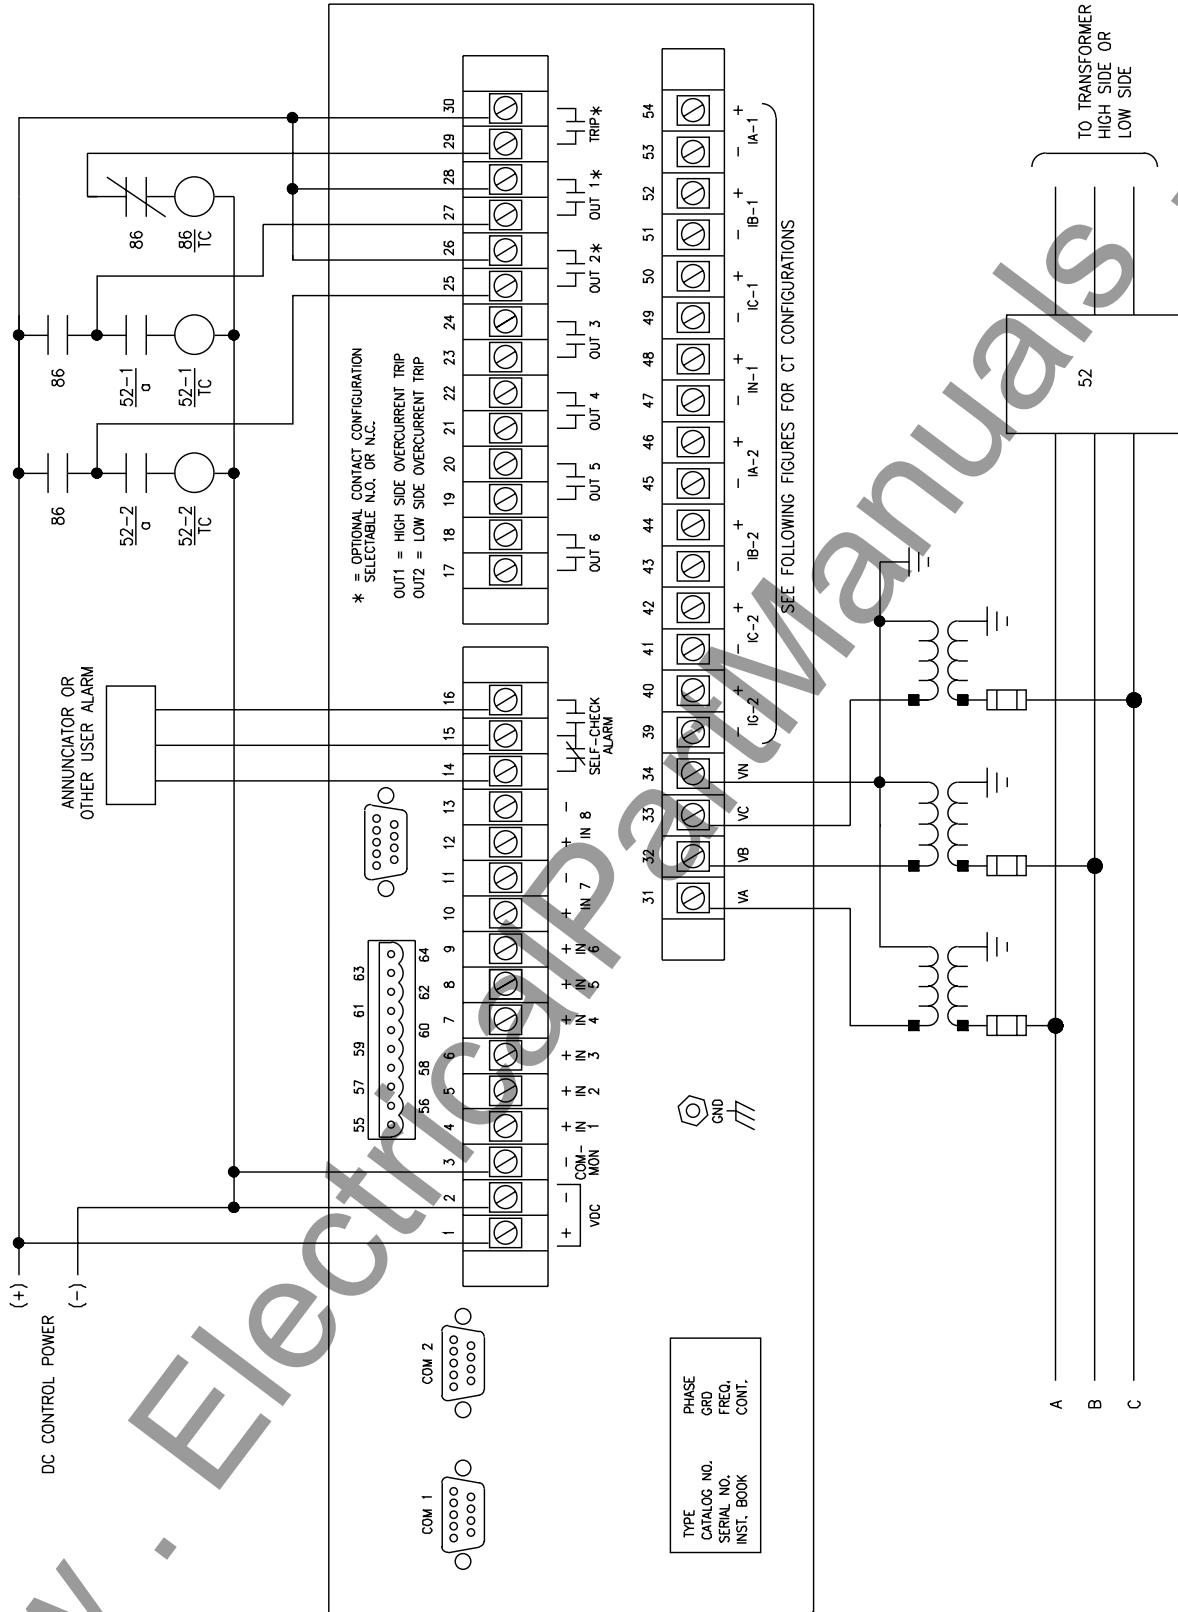 DC CONTROL POWER
(+)
(-)
ANNUNCIATOR OR
OTHER USER ALARM
86
52-2
a
52-2
TC
86
52-1
a
52-1
TC
86
86
TC
* = OPTIONAL CONTACT CONFIGURATION
SELECTABLE N.O. OR N.C.
OUT1 = HIGH SIDE OVERCURRENT TRIP
OUT2 = LOW SIDE OVERCURRENT TRIP
COM 1
COM 2
55
57
59
61
63
56
58
60
62
64
1
2
3
4
5
6
7
8
9
10
11
12
13
14
15
16
17
18
19
20
21
22
23
24
25
26
27
28
29
30
+
-
VDC
-
COM-
MON
+
IN
1
+
IN
2
+
IN
3
+
IN
4
+
IN
5
+
IN
6
+ -
IN 7
+ -
IN 8
SELF-CHECK
ALARM
OUT 6
OUT 5
OUT 4
OUT 3
OUT 2*
OUT 1*
TRIP*
31
32
33
34
39
40
41
42
43
44
45
46
47
48
49
50
51
52
53
54
VA
VB
VC
VN
- IG-2 +
- IC-2 +
- IB-2 +
- IA-2 +
- IN-1 +
- IC-1 +
- IB-1 +
- IA-1 +
SEE FOLLOWING FIGURES FOR CT CONFIGURATIONS
GND
TYPE
CATALOG NO.
SERIAL NO.
INST. BOOK
PHASE
GRD
FREQ.
CONT.
A
B
C
52
TO TRANSFORMER
HIGH SIDE OR
LOW SIDE
w . ElectricalPartManuals .